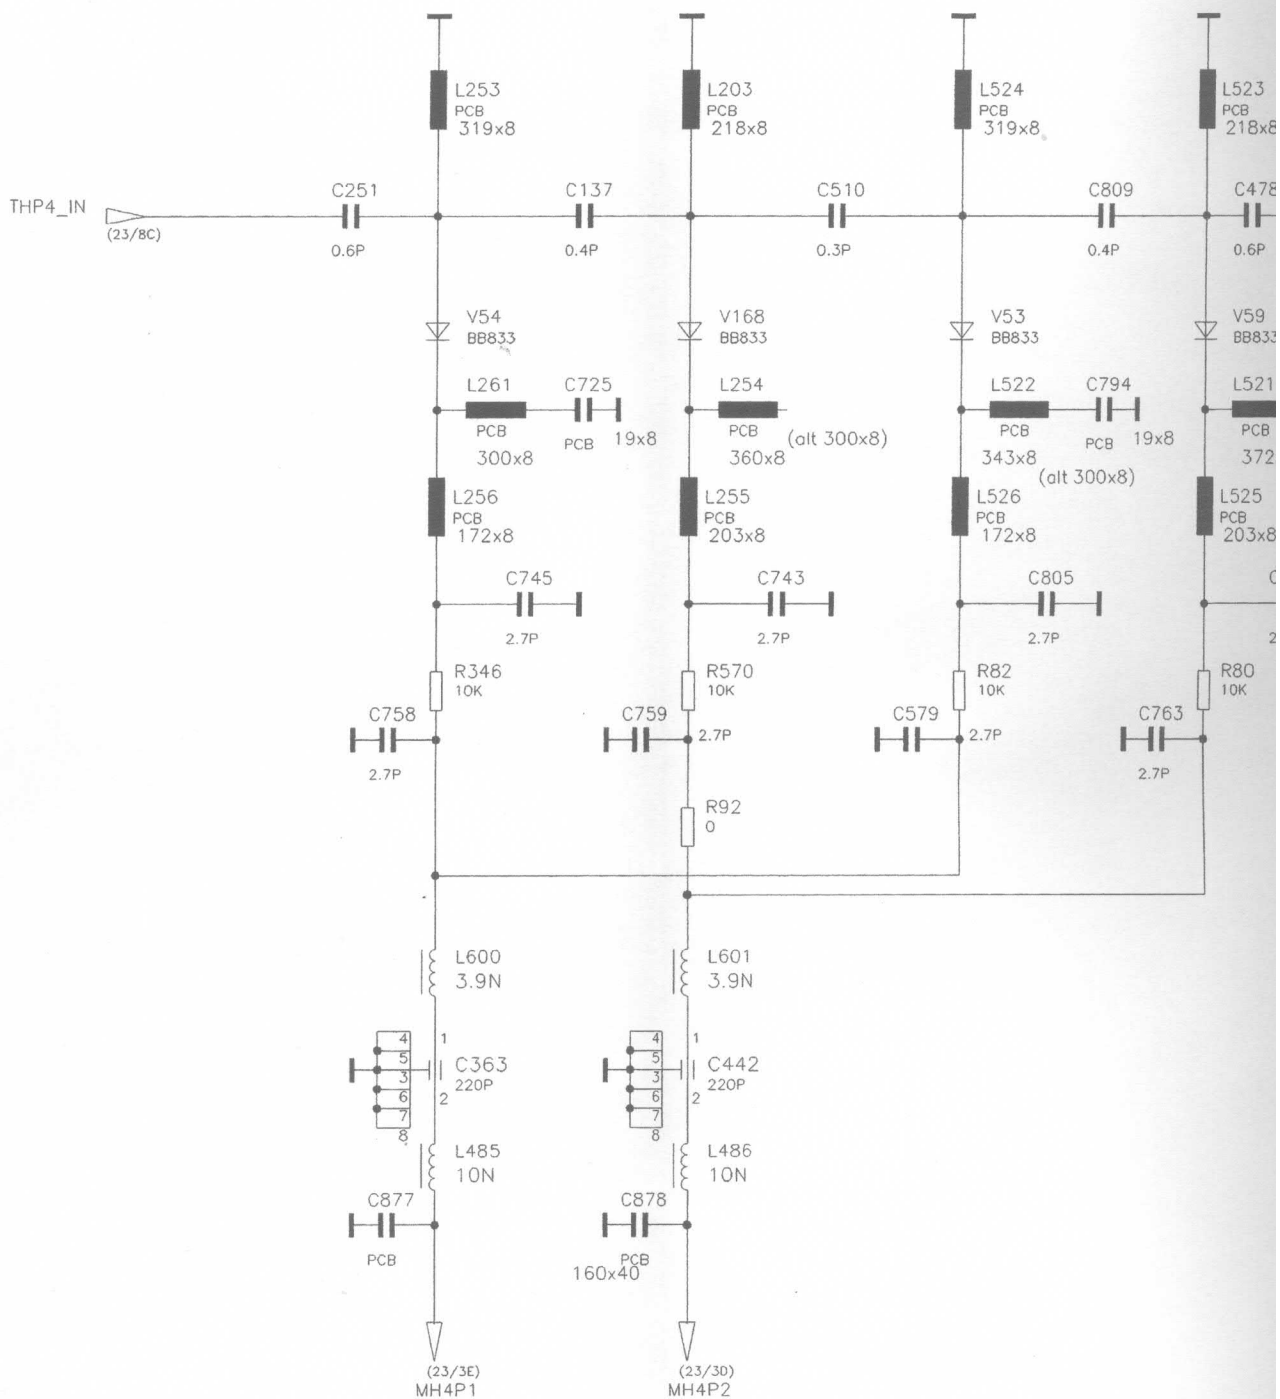 L253
PCB
319x8
L203
PCB
218x8
L524
PCB
319x8
L523
PCB
218x8
THP4_IN
(23/8C)
C251
0.6P
C137
0.4P
C510
0.3P
C809
0.4P
C478
0.6P
V54
BB833
V168
BB833
V53
BB833
V59
BB833
L261
PCB
300x8
C725
PCB
19x8
L254
PCB
360x8
(alt 300x8)
L522
PCB
343x8
C794
PCB
19x8
(alt 300x8)
L521
PCB
372
L256
PCB
172x8
L255
PCB
203x8
L526
PCB
172x8
L525
PCB
203x8
C745
2.7P
C743
2.7P
C805
2.7P
C
2
R346
10K
R570
10K
R82
10K
R80
10K
C758
2.7P
C759
2.7P
C579
2.7P
C763
2.7P
R92
0
L600
3.9N
L601
3.9N
4
5
3
6
7
8
1
2
C363
220P
4
5
3
6
7
8
1
2
C442
220P
L485
10N
L486
10N
C877
PCB
C878
PCB
160x40
(23/3E)
MH4P1
(23/3D)
MH4P2